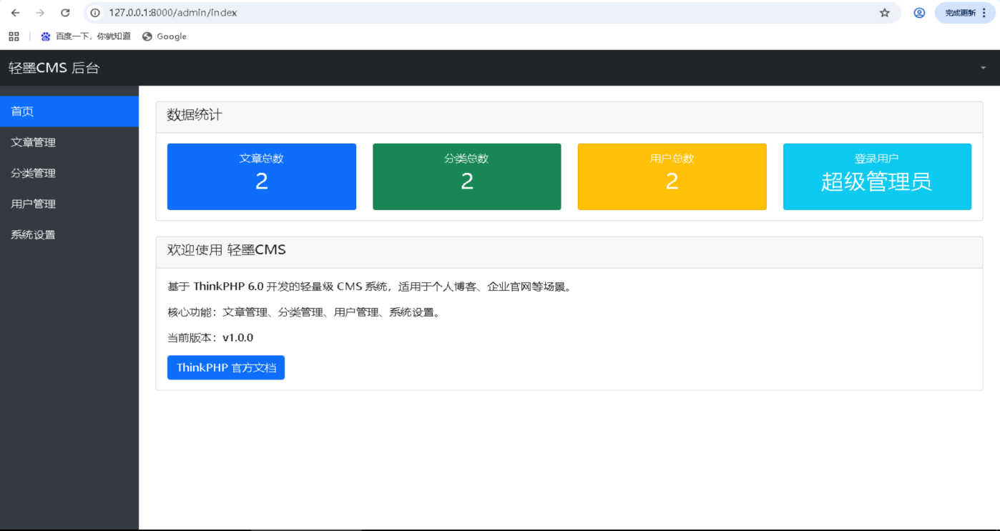 127.0.0.1:8000/admin/index
完成更新
百度一下，你就知道 Google
轻墨CMS 后台
首页
文章管理
分类管理
用户管理
系统设置
数据统计
文章总数
2
分类总数
2
用户总数
2
登录用户
超级管理员
欢迎使用 轻墨CMS
基于 ThinkPHP 6.0 开发的轻量级 CMS 系统，适用于个人博客、企业官网等场景。
核心功能：文章管理、分类管理、用户管理、系统设置。
当前版本：v1.0.0
ThinkPHP 官方文档